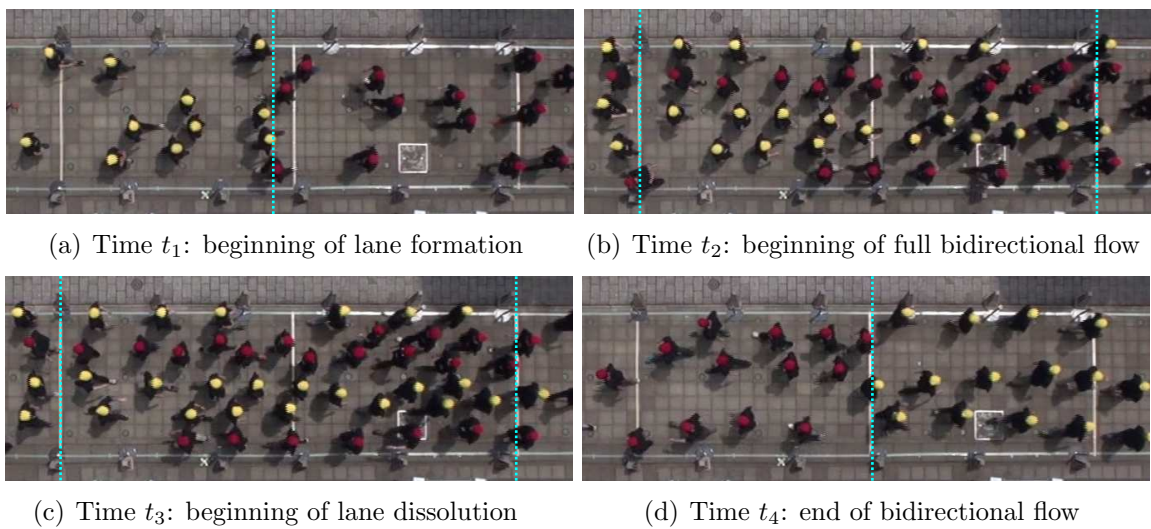 (a) Time t₁: beginning of lane formation
(b) Time t₂: beginning of full bidirectional flow
(c) Time t₃: beginning of lane dissolution
(d) Time t₄: end of bidirectional flow